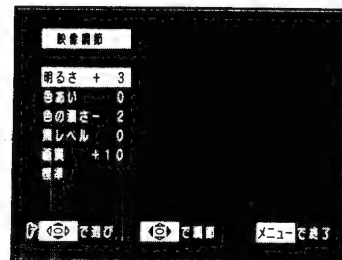 映像調節
明るさ + 3
色あい 0
色の濃さ- 2
黒レベル 0
画質 +10
標準
で選び で調節 メニューで終了